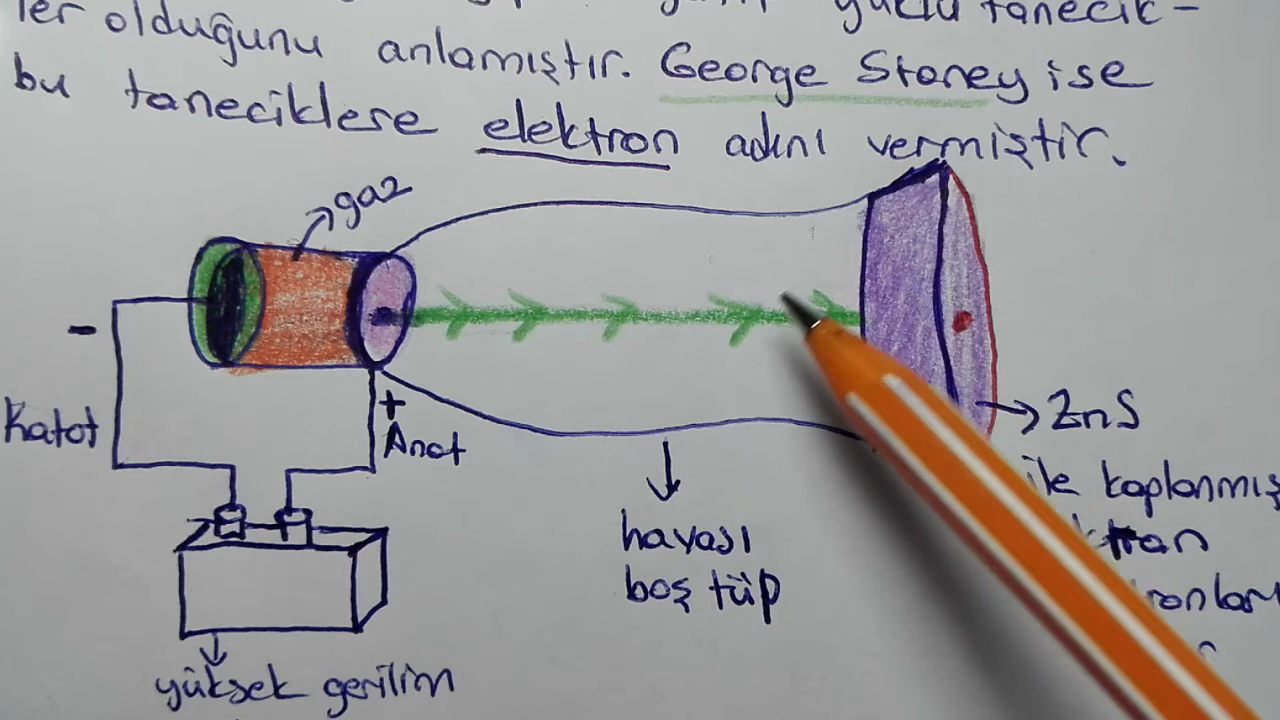 ler olduğunu anlamıştır. George Stoney ise
bu taneciklere elektron adını vermiştir.
gaz
-
Katot
+
Anot
havası
boş tüp
yüksek gerilim
ZnS
ile kaplanmış